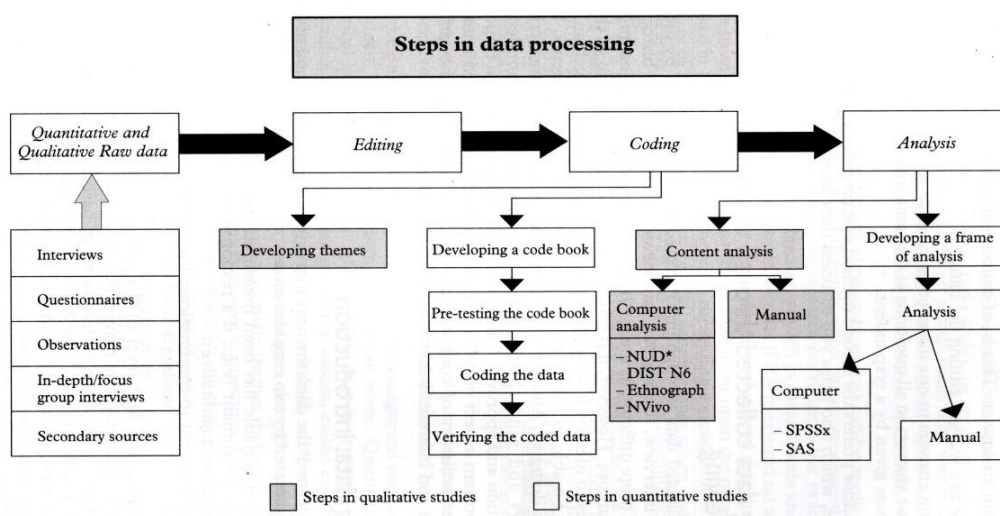 Steps in data processing
Quantitative and
Qualitative Raw data
Editing
Coding
Analysis
Interviews
Questionnaires
Observations
In-depth/focus
group interviews
Secondary sources
Developing themes
Developing a code book
Pre-testing the code book
Coding the data
Verifying the coded data
Content analysis
Computer
analysis
– NUD*
DIST N6
– Ethnograph
– NVivo
Manual
Developing a frame
of analysis
Analysis
Computer
– SPSSx
– SAS
Manual
Steps in qualitative studies
Steps in quantitative studies